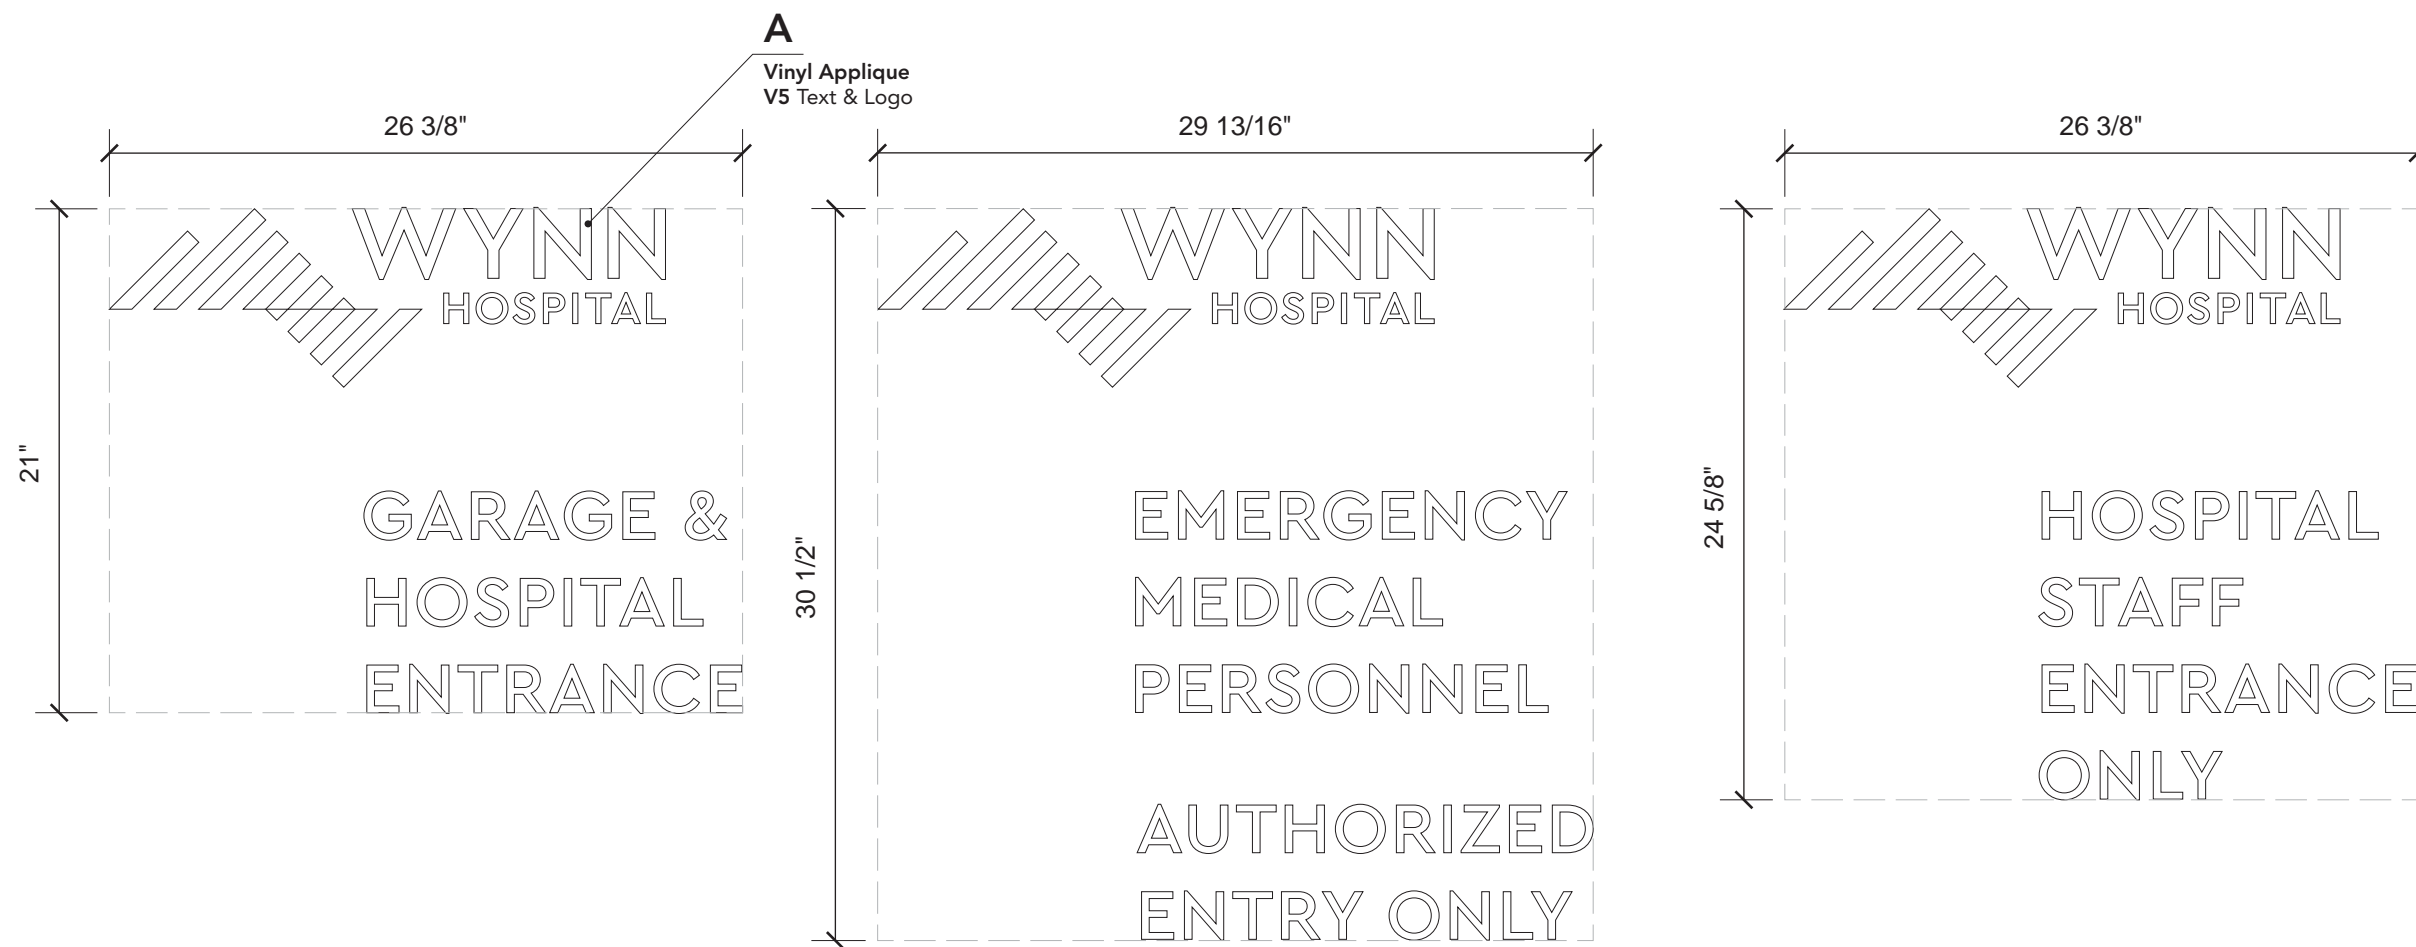 A
Vinyl Applique
V5 Text & Logo
26 3/8"
21"
WYNN
HOSPITAL
GARAGE &
HOSPITAL
ENTRANCE
29 13/16"
30 1/2"
WYNN
HOSPITAL
EMERGENCY
MEDICAL
PERSONNEL
AUTHORIZED
ENTRY ONLY
26 3/8"
24 5/8"
WYNN
HOSPITAL
HOSPITAL
STAFF
ENTRANCE
ONLY